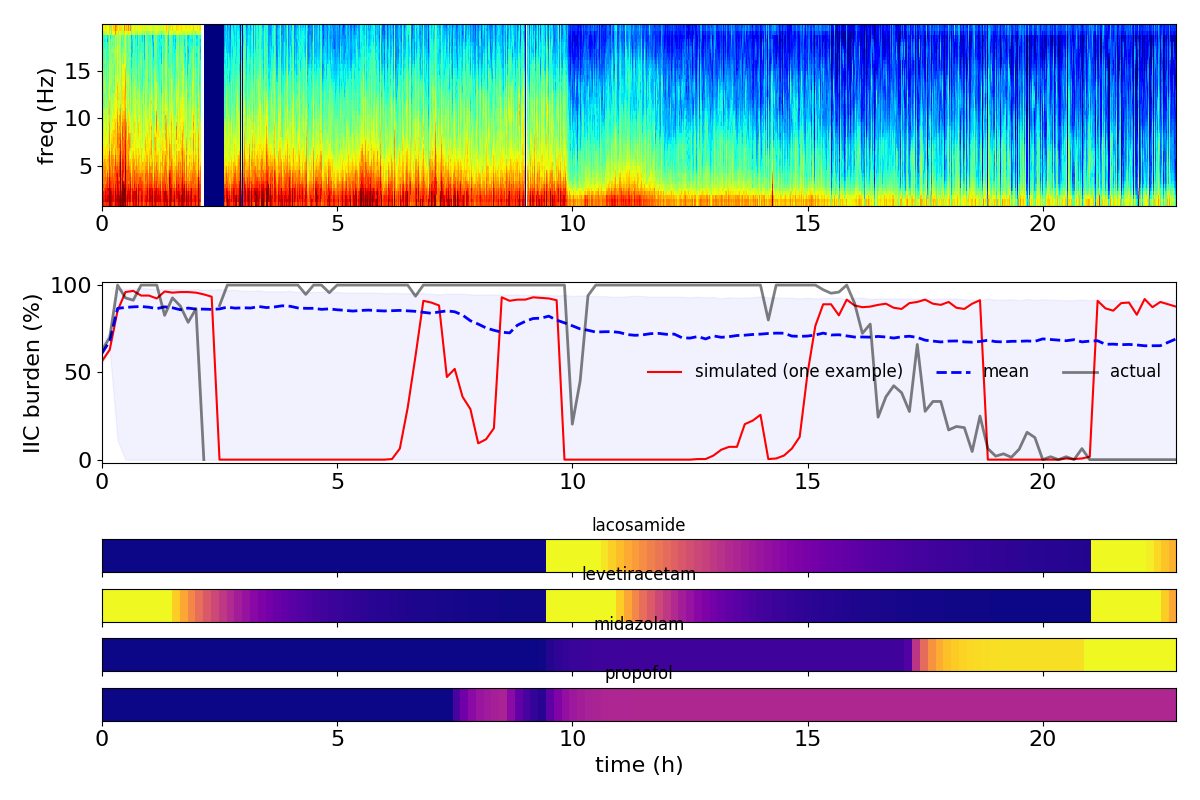 freq (Hz)
15
10
5
0 5 10 15 20
IIC burden (%)
100
50
0
simulated (one example) mean actual
0 5 10 15 20
lacosamide
levetiracetam
midazolam
propofol
0 5 10 15 20
time (h)